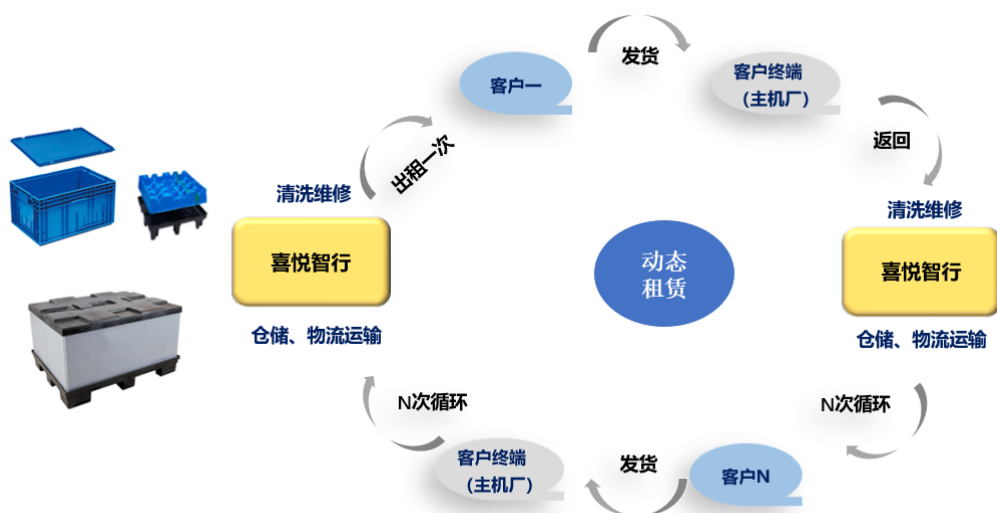 客户一
发货
客户终端
（主机厂）
出租一次
返回
清洗维修
喜悦智行
仓储、物流运输
动态
租赁
清洗维修
喜悦智行
仓储、物流运输
N次循环
客户终端
（主机厂）
发货
客户N
N次循环